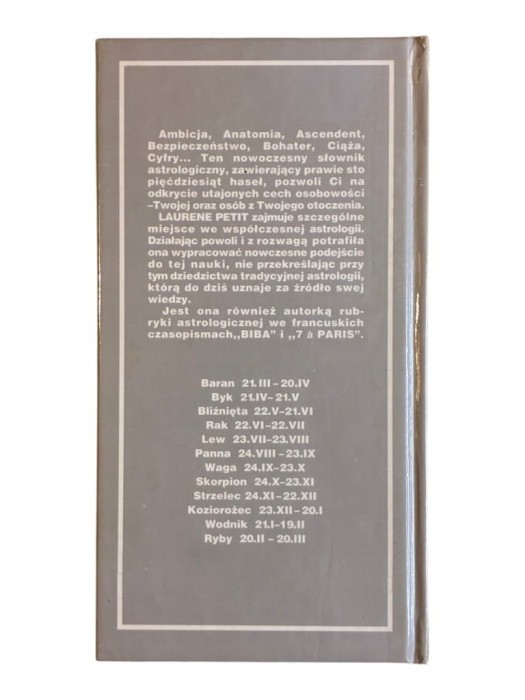 Ambicja, Anatomia, Ascendent,
Bezpieczeństwo, Bohater, Ciąża,
Cyfry... Ten nowoczesny słownik
astrologiczny, zawierający prawie sto
pięćdziesiąt haseł, pozwoli Ci na
odkrycie utajonych cech osobowości
–Twojej oraz osób z Twojego otoczenia.
LAURENE PETIT zajmuje szczególne
miejsce we współczesnej astrologii.
Działając powoli i z rozwagą potrafiła
ona wypracować nowoczesne podejście
do tej nauki, nie przekreślając przy
tym dziedzictwa tradycyjnej astrologii,
którą do dziś uznaje za źródło swej
wiedzy.
Jest ona również autorką rub-
ryki astrologicznej we francuskich
czasopismach,,BIBA" i ,,7 à PARIS".
Baran 21.III–20.IV
Byk 21.IV–21.V
Bliźnięta 22.V–21.VI
Rak 22.VI–22.VII
Lew 23.VII–23.VIII
Panna 24.VIII–23.IX
Waga 24.IX–23.X
Skorpion 24.X–23.XI
Strzelec 24.XI–22.XII
Koziorożec 23.XII–20.I
Wodnik 21.I–19.II
Ryby 20.II – 20.III